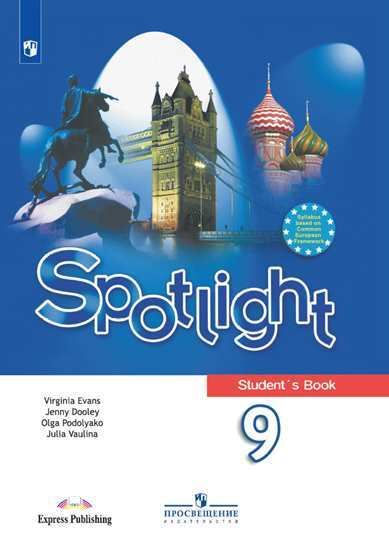 Syllabus
based on
Common
European
Framework
Spotlight
Student´s Book
Virginia Evans
Jenny Dooley
Olga Podolyako
Julia Vaulina
9
Express Publishing
ПРОСВЕЩЕНИЕ
ИЗДАТЕЛЬСТВО